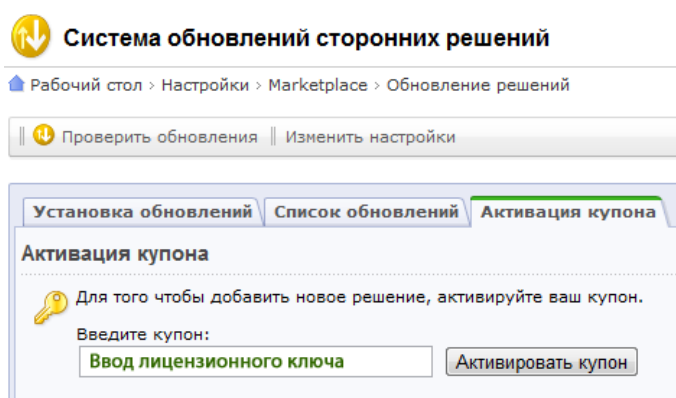 Система обновлений сторонних решений
Рабочий стол > Настройки > Marketplace > Обновление решений
Проверить обновления Изменить настройки
Установка обновлений Список обновлений Активация купона
Активация купона
Для того чтобы добавить новое решение, активируйте ваш купон.
Введите купон:
Ввод лицензионного ключа Активировать купон